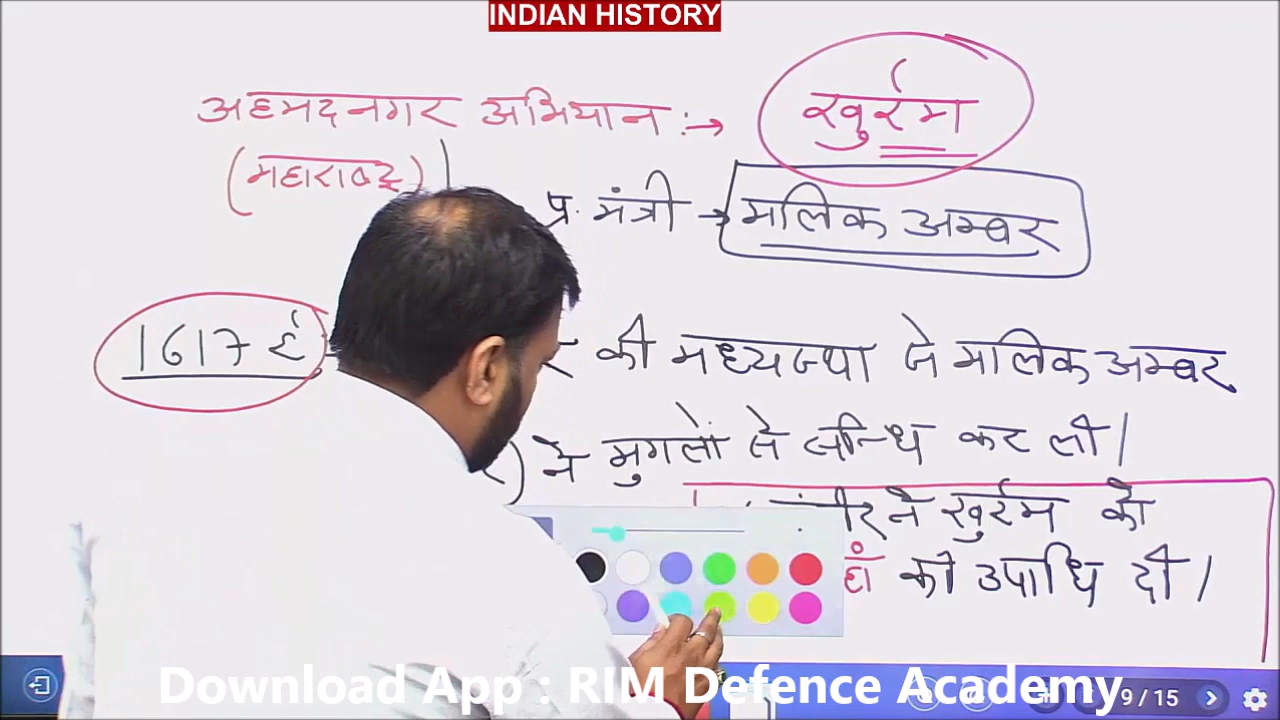 INDIAN HISTORY
अहमदनगर अभियान :→ खुर्रम
(महाराष्ट्र)
प्र. मंत्री → मलिक अम्बर
1617 ई
की मध्यस्था से मलिक अम्बर
ने मुगलों से सन्धि कर ली।
ने खुर्रम को
की उपाधि दी।
Download App : RIM Defence Academy
9 / 15